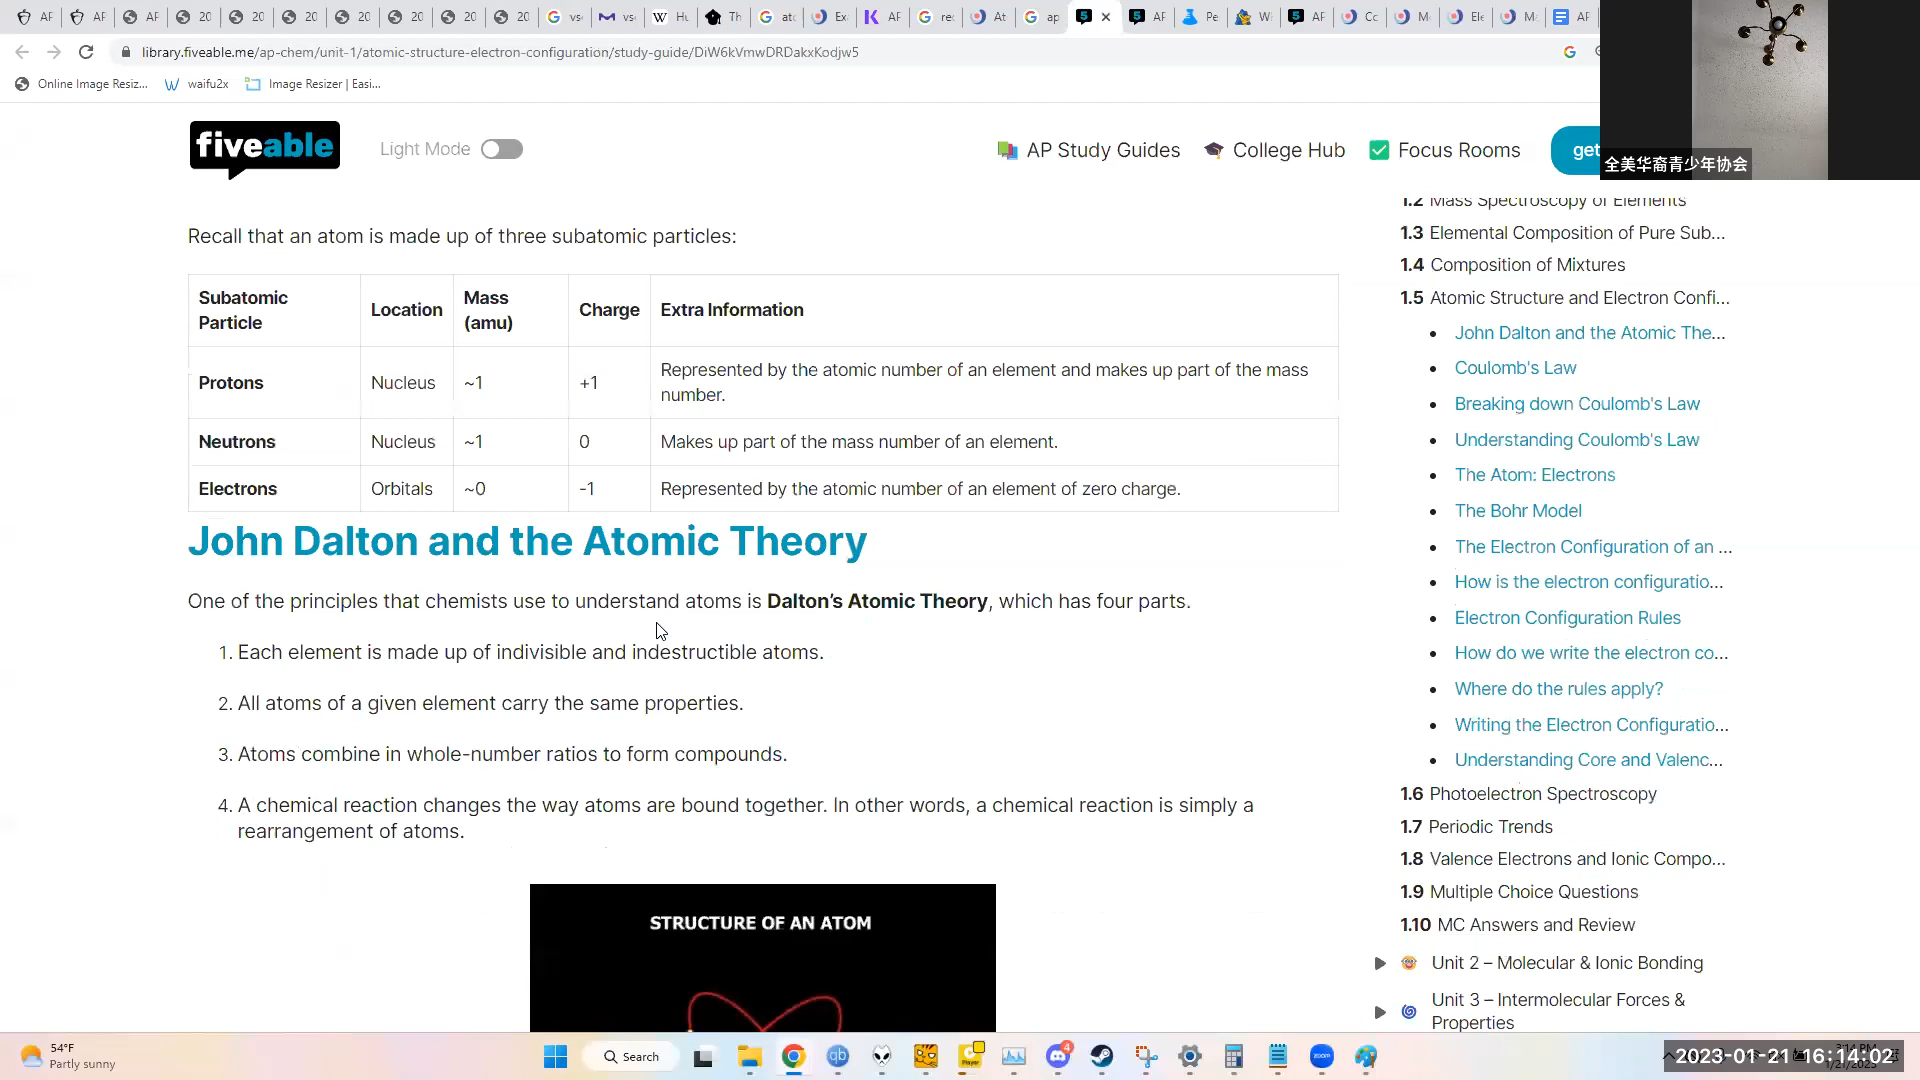 library.fiveable.me/ap-chem/unit-1/atomic-structure-electron-configuration/study-guide/DiW6kVmwDRDakxKodjw5
Online Image Resiz... waifu2x Image Resizer | Easi...
fiveable Light Mode AP Study Guides College Hub Focus Rooms get
全美华裔青少年协会
Recall that an atom is made up of three subatomic particles:
Subatomic Particle Location Mass (amu) Charge Extra Information
Protons Nucleus ~1 +1 Represented by the atomic number of an element and makes up part of the mass number.
Neutrons Nucleus ~1 0 Makes up part of the mass number of an element.
Electrons Orbitals ~0 -1 Represented by the atomic number of an element of zero charge.
John Dalton and the Atomic Theory
One of the principles that chemists use to understand atoms is Dalton’s Atomic Theory, which has four parts.
1. Each element is made up of indivisible and indestructible atoms.
2. All atoms of a given element carry the same properties.
3. Atoms combine in whole-number ratios to form compounds.
4. A chemical reaction changes the way atoms are bound together. In other words, a chemical reaction is simply a
rearrangement of atoms.
STRUCTURE OF AN ATOM
1.2 Mass Spectroscopy of Elements
1.3 Elemental Composition of Pure Sub...
1.4 Composition of Mixtures
1.5 Atomic Structure and Electron Confi...
John Dalton and the Atomic The...
Coulomb's Law
Breaking down Coulomb's Law
Understanding Coulomb's Law
The Atom: Electrons
The Bohr Model
The Electron Configuration of an ...
How is the electron configuratio...
Electron Configuration Rules
How do we write the electron co...
Where do the rules apply?
Writing the Electron Configuratio...
Understanding Core and Valenc...
1.6 Photoelectron Spectroscopy
1.7 Periodic Trends
1.8 Valence Electrons and Ionic Compo...
1.9 Multiple Choice Questions
1.10 MC Answers and Review
Unit 2 – Molecular & Ionic Bonding
Unit 3 – Intermolecular Forces &
Properties
54°F
Partly sunny
Search
2023-01-21 16:14:02